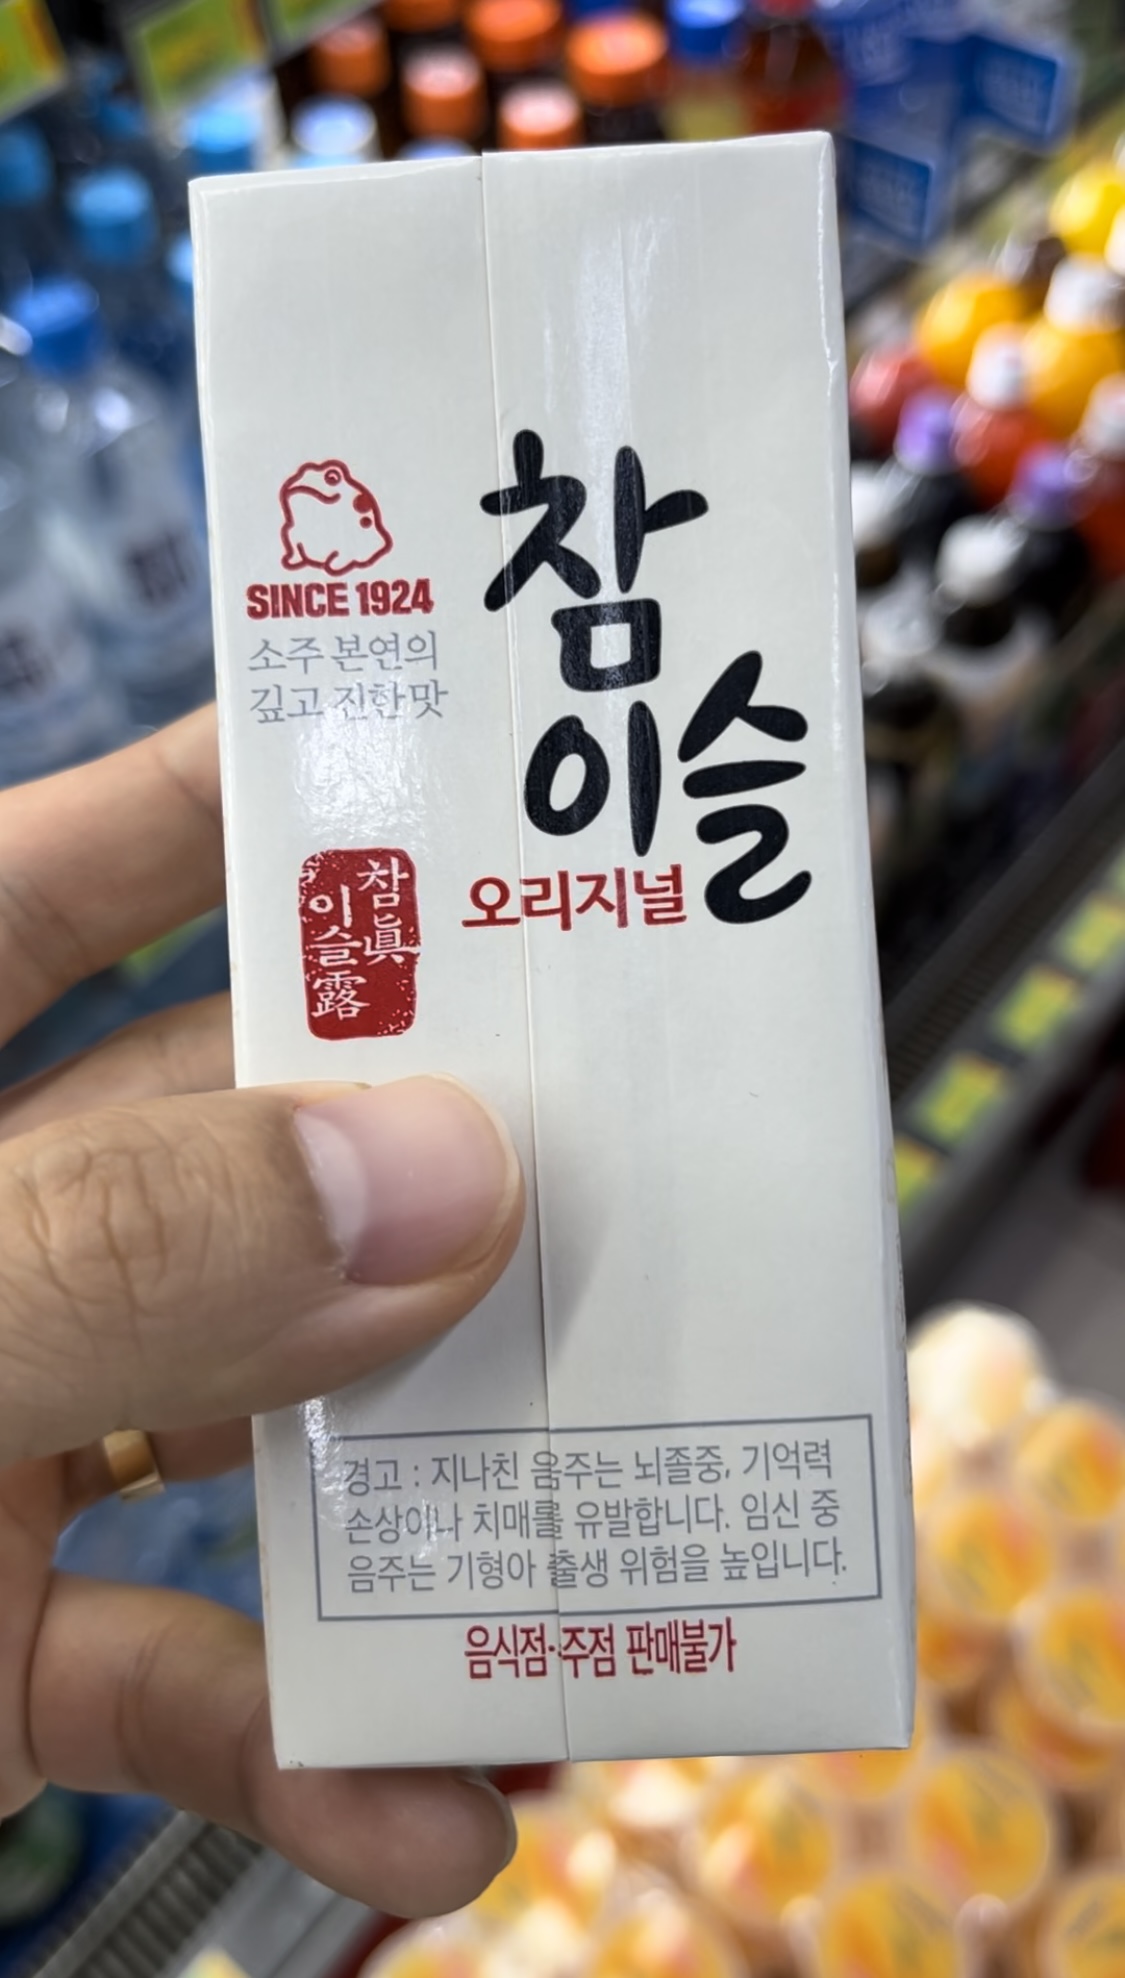 SINCE 1924
소주 본연의
깊고 진한맛
참
이슬
오리지널
참眞
이슬露
경고 : 지나친 음주는 뇌졸중, 기억력
손상이나 치매를 유발합니다. 임신 중
음주는 기형아 출생 위험을 높입니다.
음식점·주점 판매불가